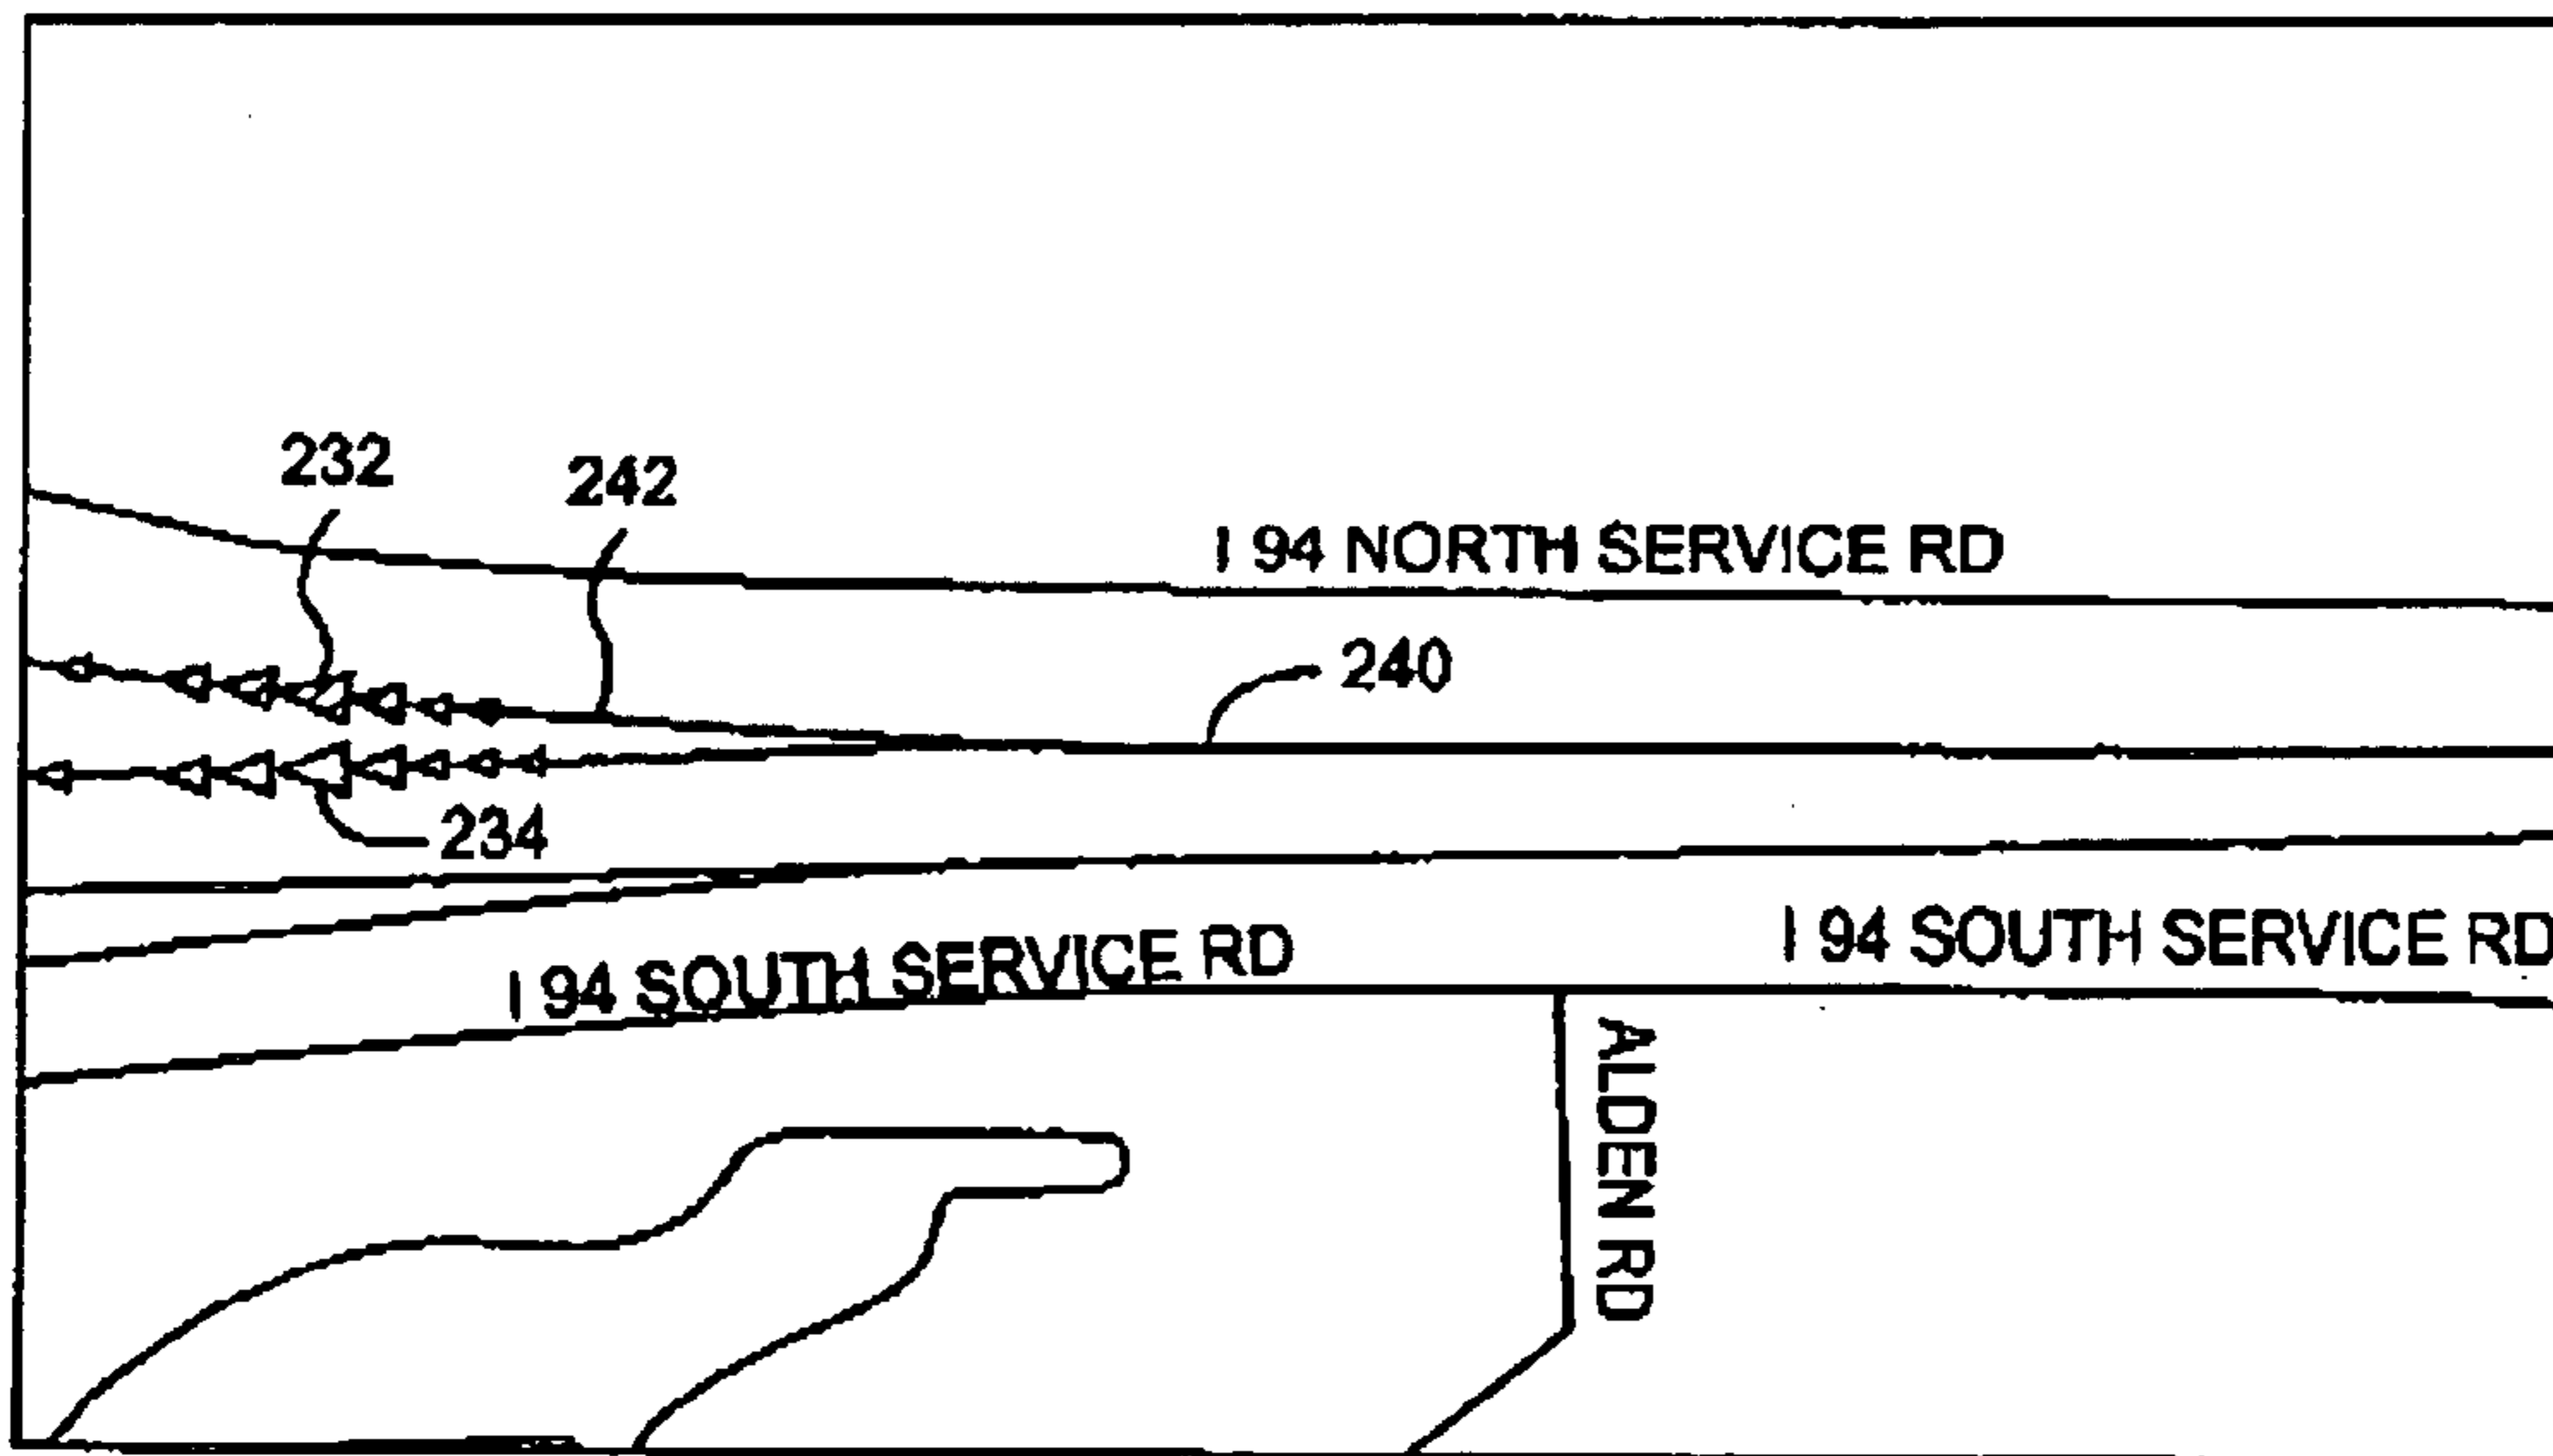 232
242
I 94 NORTH SERVICE RD
240
234
I 94 SOUTH SERVICE RD
I 94 SOUTH SERVICE RD
ALDEN RD